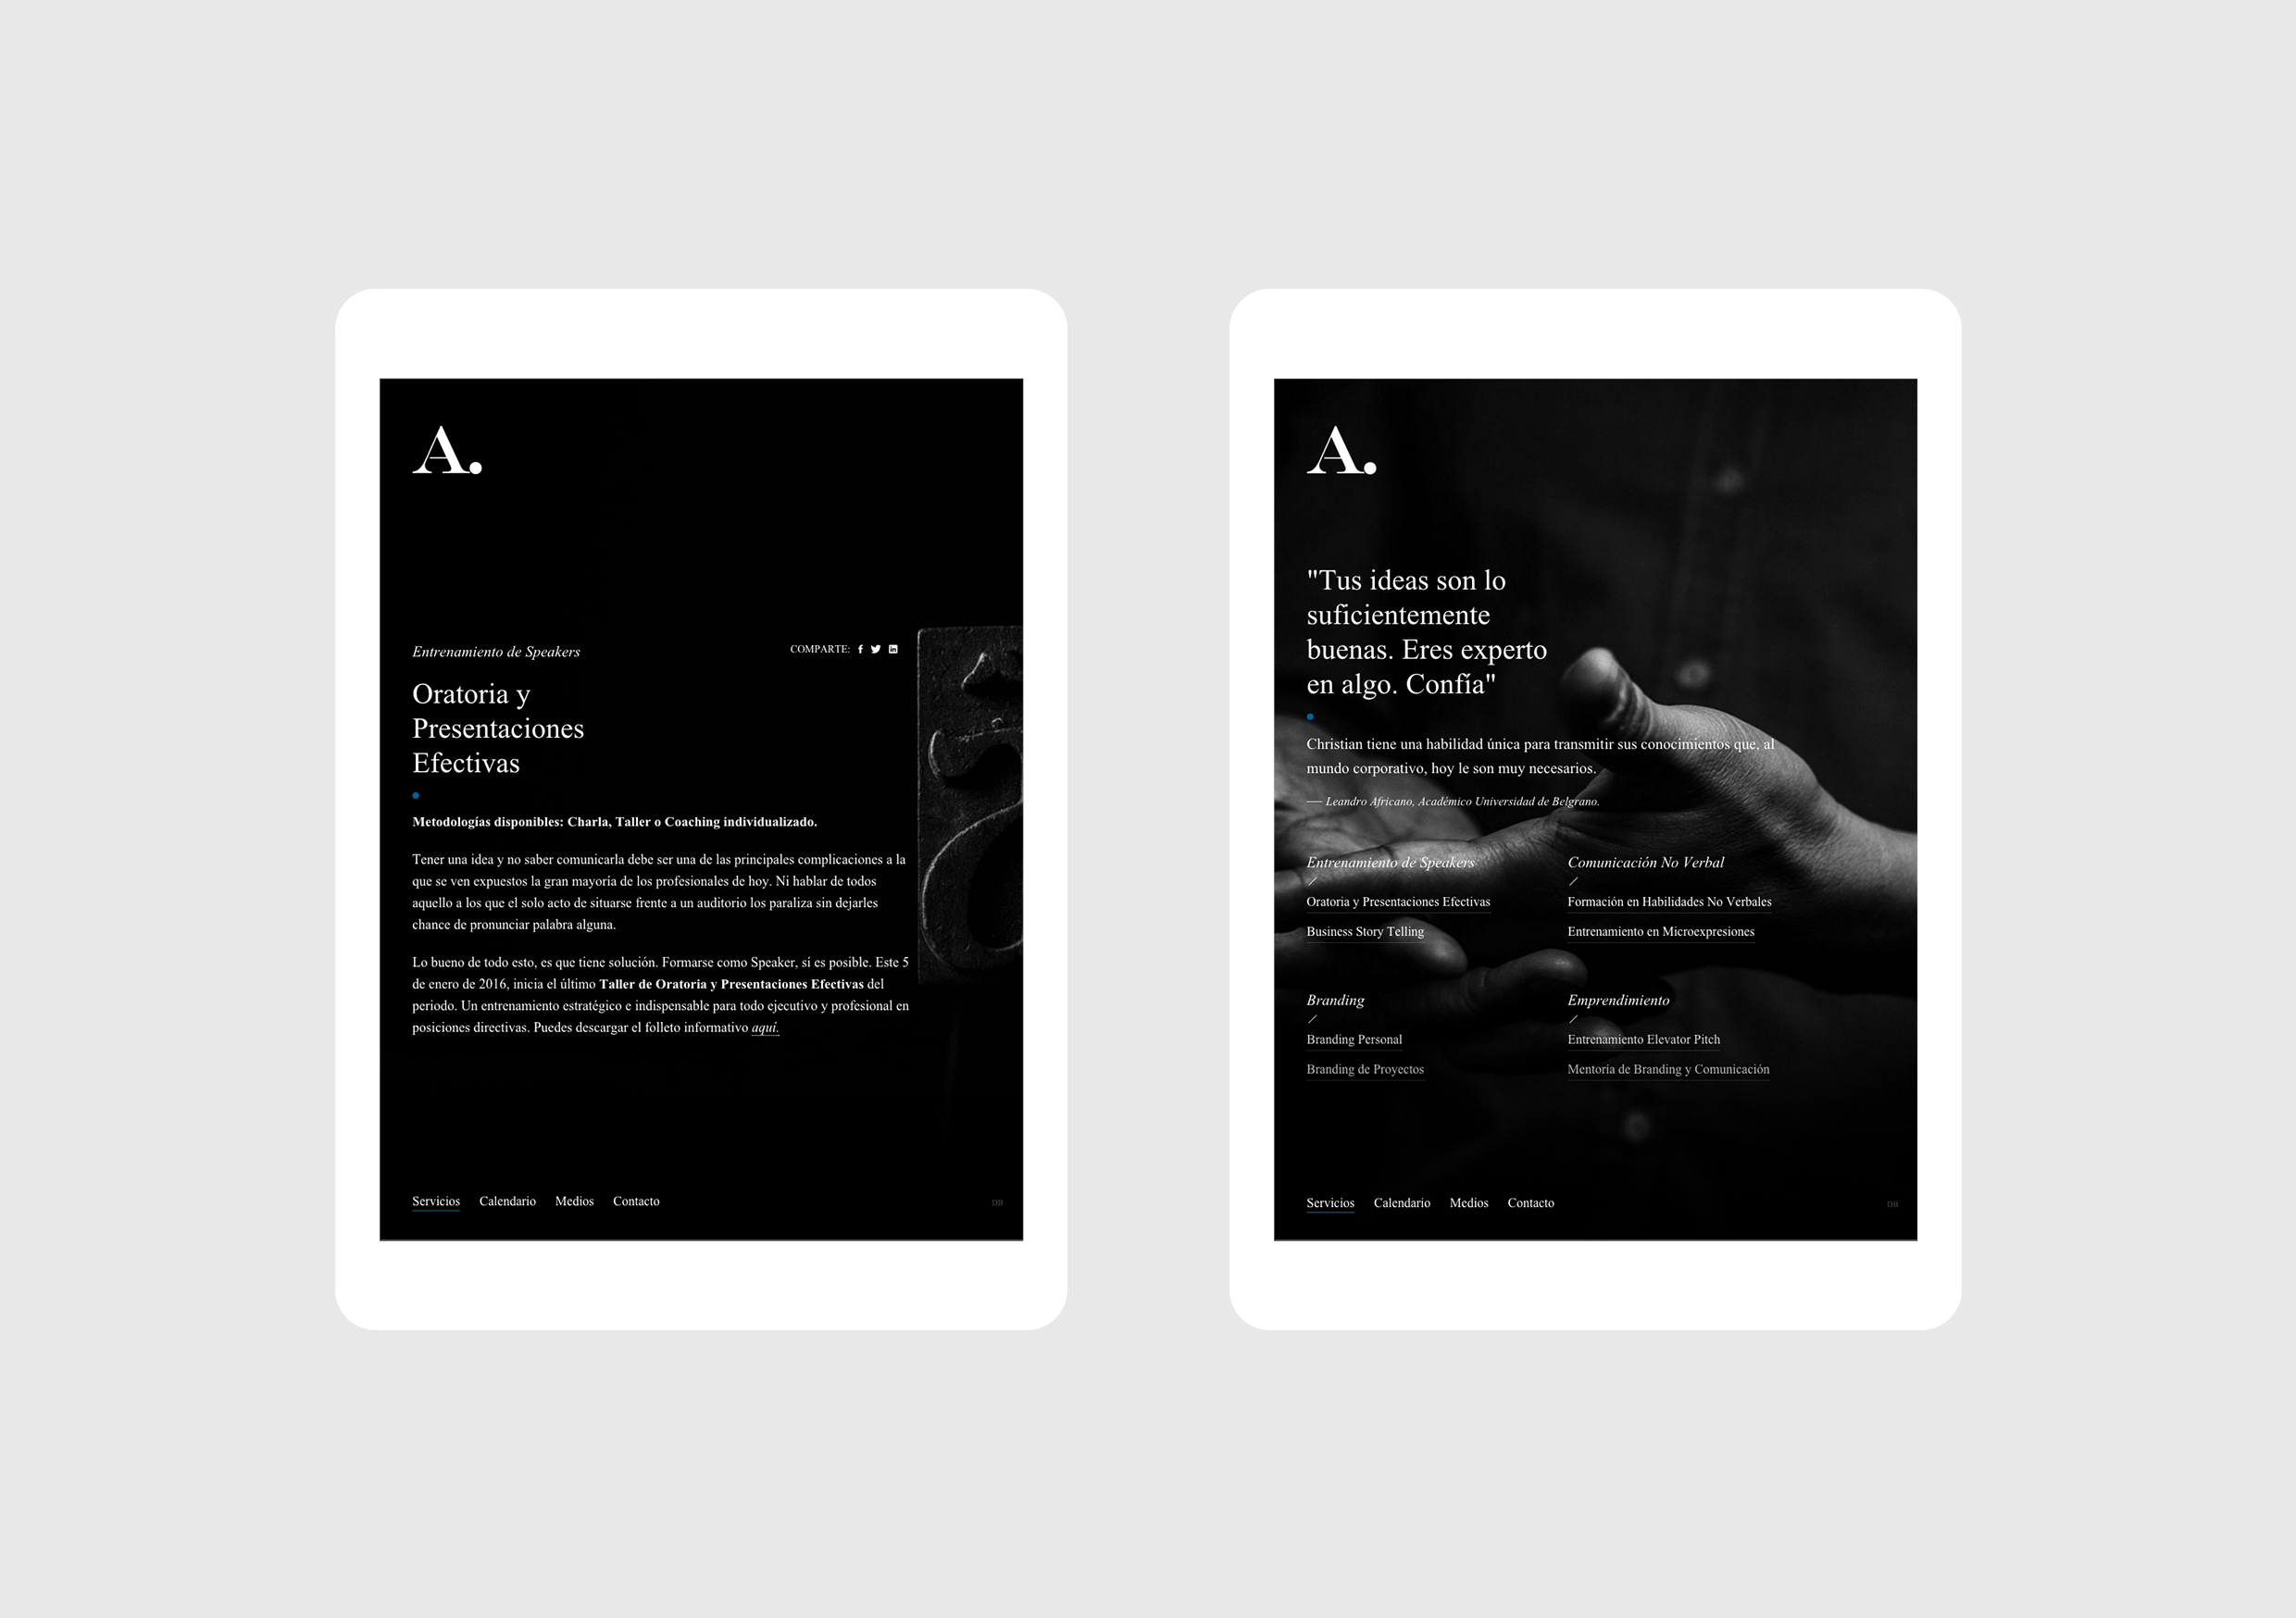 A.
Entrenamiento de Speakers
COMPARTE:
Oratoria y
Presentaciones
Efectivas
Metodologías disponibles: Charla, Taller o Coaching individualizado.
Tener una idea y no saber comunicarla debe ser una de las principales complicaciones a la
que se ven expuestos la gran mayoría de los profesionales de hoy. Ni hablar de todos
aquello a los que el solo acto de situarse frente a un auditorio los paraliza sin dejarles
chance de pronunciar palabra alguna.
Lo bueno de todo esto, es que tiene solución. Formarse como Speaker, sí es posible. Este 5
de enero de 2016, inicia el último Taller de Oratoria y Presentaciones Efectivas del
periodo. Un entrenamiento estratégico e indispensable para todo ejecutivo y profesional en
posiciones directivas. Puedes descargar el folleto informativo aquí.
Servicios Calendario Medios Contacto
DB
A.
"Tus ideas son lo
suficientemente
buenas. Eres experto
en algo. Confía"
Christian tiene una habilidad única para transmitir sus conocimientos que, al
mundo corporativo, hoy le son muy necesarios.
— Leandro Africano, Académico Universidad de Belgrano.
Entrenamiento de Speakers
Oratoria y Presentaciones Efectivas
Business Story Telling
Comunicación No Verbal
Formación en Habilidades No Verbales
Entrenamiento en Microexpresiones
Branding
Branding Personal
Branding de Proyectos
Emprendimiento
Entrenamiento Elevator Pitch
Mentoría de Branding y Comunicación
Servicios Calendario Medios Contacto
DB